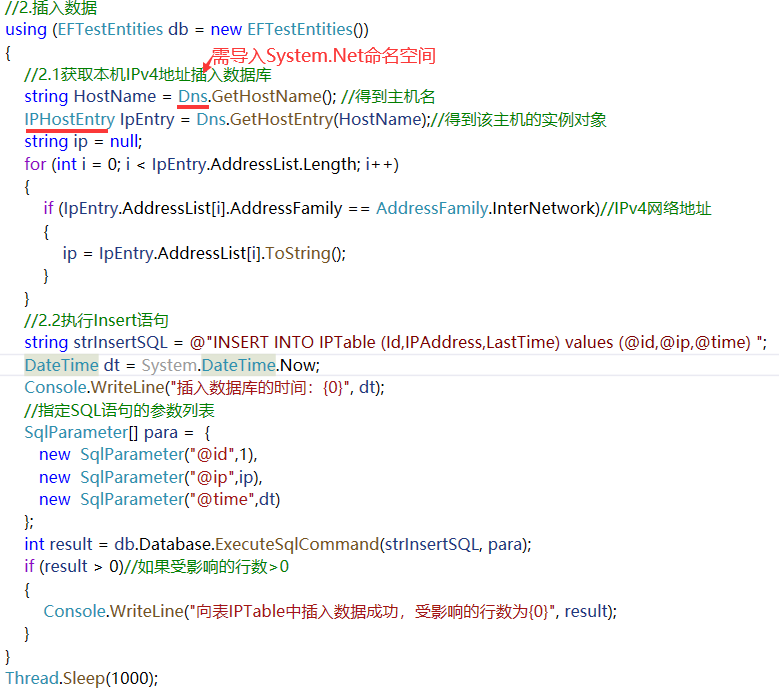 //2.插入数据
using (EFTestEntities db = new EFTestEntities())
{
需导入System.Net命名空间
//2.1获取本机IPv4地址插入数据库
string HostName = Dns.GetHostName(); //得到主机名
IPHostEntry IpEntry = Dns.GetHostEntry(HostName);//得到该主机的实例对象
string ip = null;
for (int i = 0; i < IpEntry.AddressList.Length; i++)
{
if (IpEntry.AddressList[i].AddressFamily == AddressFamily.InterNetwork)//IPv4网络地址
{
ip = IpEntry.AddressList[i].ToString();
}
}
//2.2执行Insert语句
string strInsertSQL = @"INSERT INTO IPTable (Id,IPAddress,LastTime) values (@id,@ip,@time) ";
DateTime dt = System.DateTime.Now;
Console.WriteLine("插入数据库的时间：{0}", dt);
//指定SQL语句的参数列表
SqlParameter[] para =  {
new  SqlParameter("@id",1),
new  SqlParameter("@ip",ip),
new  SqlParameter("@time",dt)
};
int result = db.Database.ExecuteSqlCommand(strInsertSQL, para);
if (result > 0)//如果受影响的行数>0
{
Console.WriteLine("向表IPTable中插入数据成功，受影响的行数为{0}", result);
}
}
Thread.Sleep(1000);